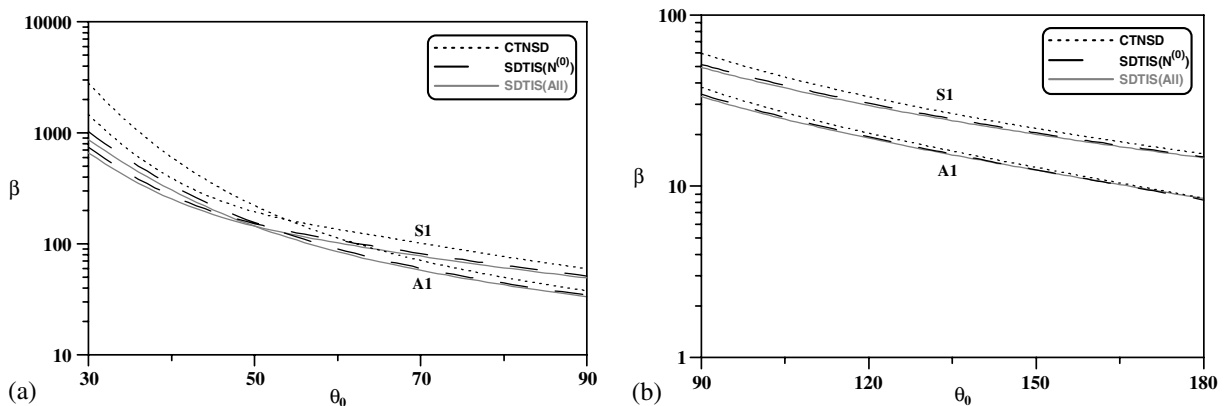 10000
1000
β
100
10
30
50
70
90
θ0
(a)
CTNSD
SDTIS(N(0))
SDTIS(All)
S1
A1
100
β
10
1
90
120
150
180
θ0
(b)
CTNSD
SDTIS(N(0))
SDTIS(All)
S1
A1